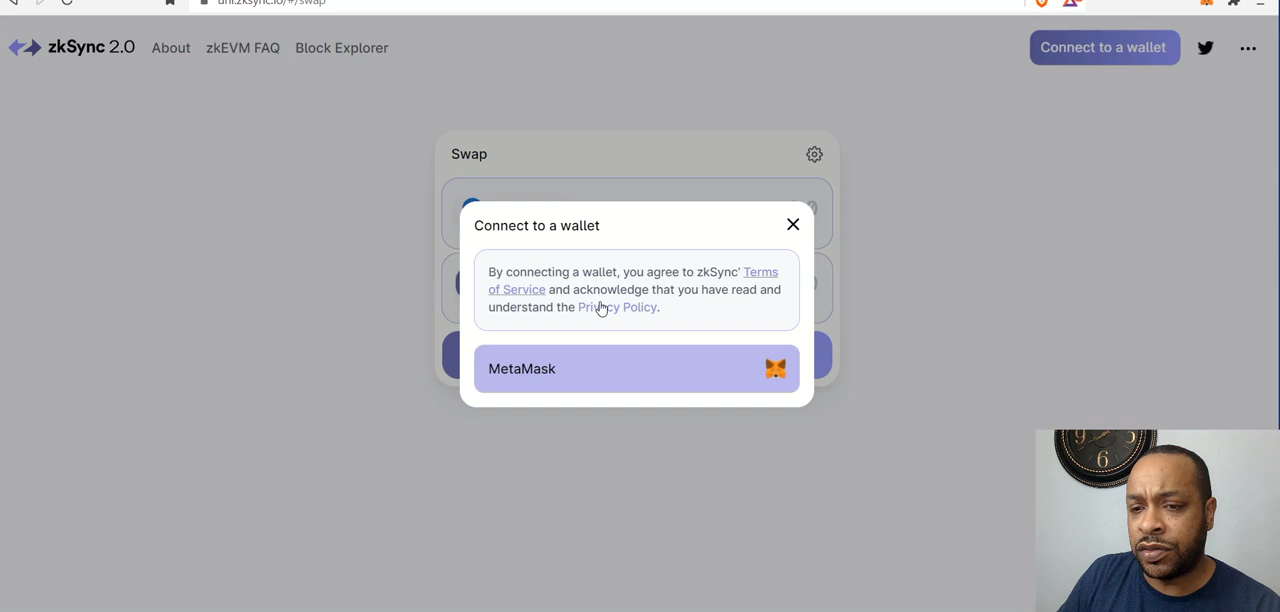 uni.zksync.io/#/swap
zkSync 2.0 About zkEVM FAQ Block Explorer Connect to a wallet
Swap
Connect to a wallet
By connecting a wallet, you agree to zkSync' Terms
of Service and acknowledge that you have read and
understand the Privacy Policy.
MetaMask
6